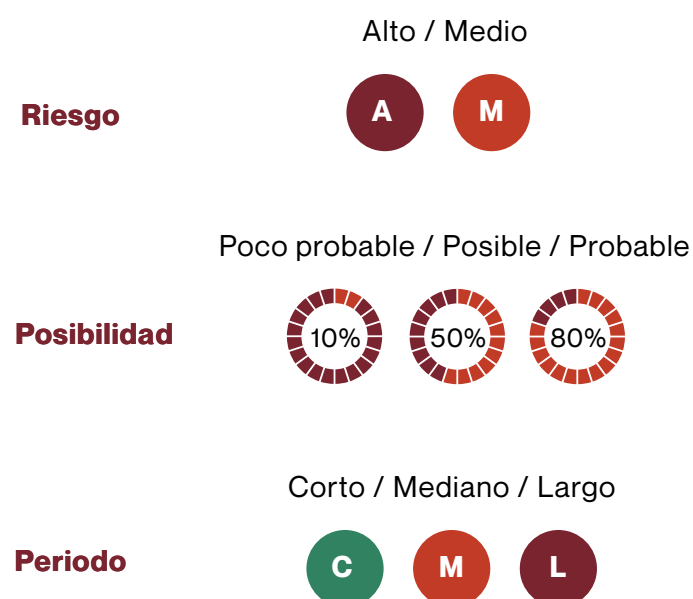 Alto / Medio
Riesgo
A M
Poco probable / Posible / Probable
Posibilidad
10% 50% 80%
Corto / Mediano / Largo
Periodo
C M L